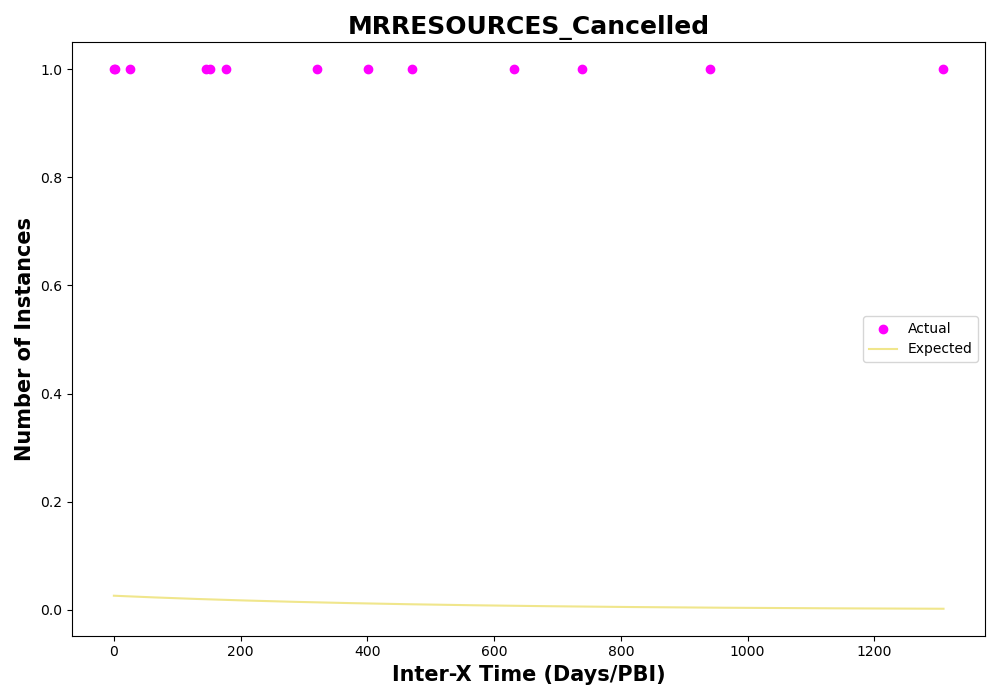 MRRESOURCES_Cancelled
Number of Instances
1.0
0.8
0.6
0.4
0.2
0.0
Actual
Expected
0 200 400 600 800 1000 1200
Inter-X Time (Days/PBI)